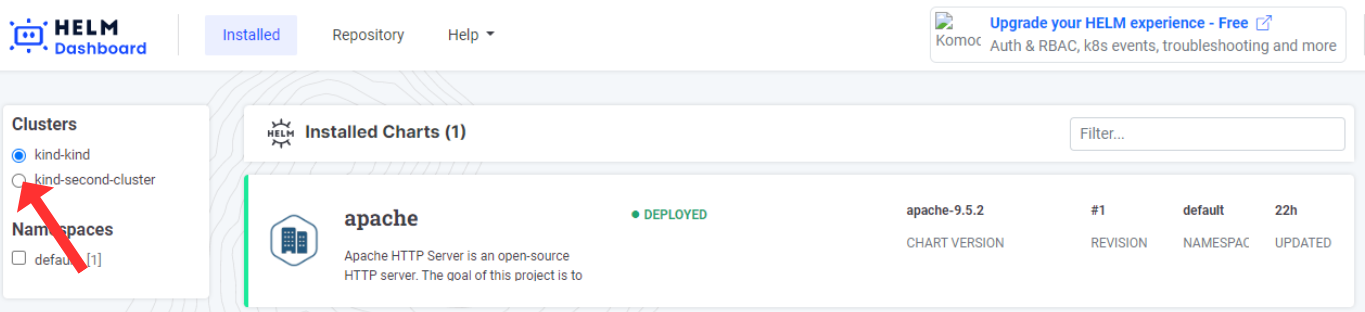 HELM
Dashboard
Installed
Repository
Help
Komoc
Upgrade your HELM experience - Free
Auth & RBAC, k8s events, troubleshooting and more
Clusters
kind-kind
kind-second-cluster
Namespaces
default [1]
HELM
Installed Charts (1)
Filter...
apache
Apache HTTP Server is an open-source
HTTP server. The goal of this project is to
DEPLOYED
apache-9.5.2
CHART VERSION
#1
REVISION
default
NAMESPAC
22h
UPDATED